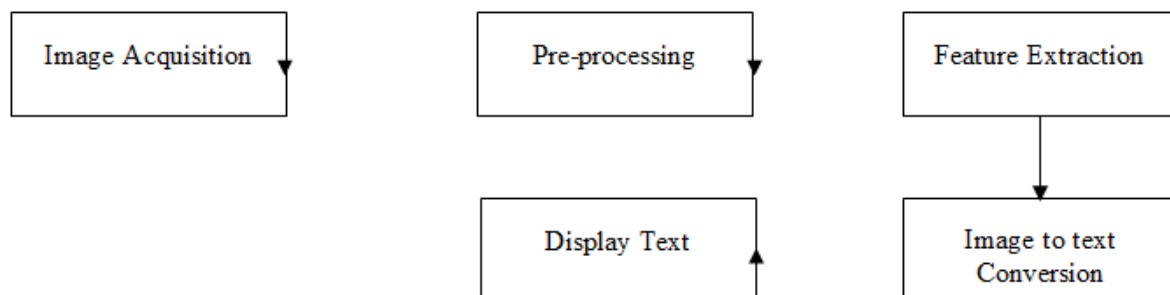 Image Acquisition
Pre-processing
Feature Extraction
Display Text
Image to text
Conversion